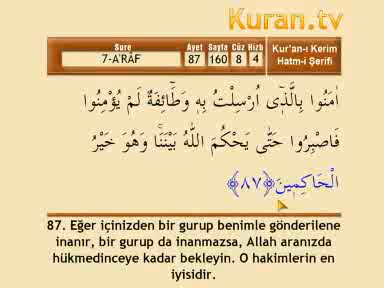 Kuran.tv
Sure Ayet Sayfa Cüz Hizb
7-A'RÂF 87 160 8 4
Kur'an-ı Kerim
Hatm-i Şerifi
اٰمَنُوا بِالَّذ۪ٓي اُرْسِلْتُ بِه۪ وَطَٓائِفَةٌ لَمْ يُؤْمِنُوا
فَاصْبِرُوا حَتّٰى يَحْكُمَ اللّٰهُ بَيْنَنَاۚ وَهُوَ خَيْرُ
الْحَاكِم۪ينَ ﴿٨٧﴾
87. Eğer içinizden bir gurup benimle gönderilene
inanır, bir gurup da inanmazsa, Allah aranızda
hükmedinceye kadar bekleyin. O hakimlerin en
iyisidir.